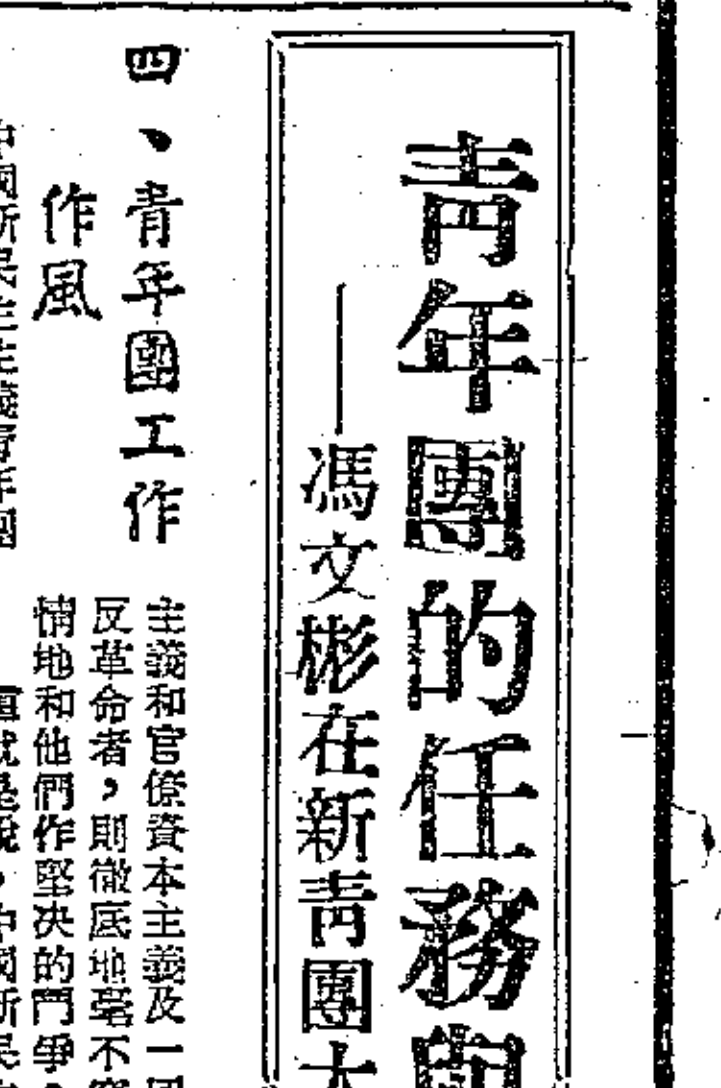 青年團的任務與
——馮文彬在新青團大
四、青年團工作
作風
主義和官僚資本主義及一
反革命者，則徹底地毫不
情地和他們作堅决的鬥爭
中國新民主主義青年團
這就是說，中國新民